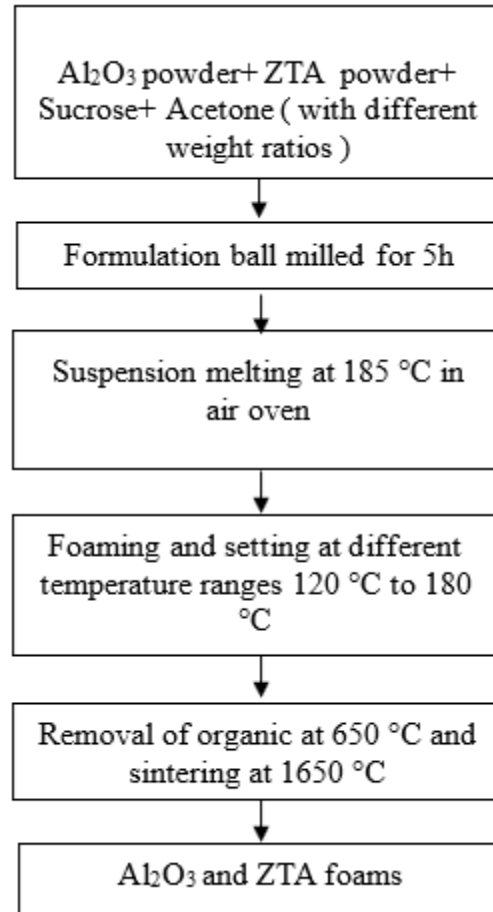 Al₂O₃ powder+ ZTA powder+
Sucrose+ Acetone ( with different
weight ratios )
Formulation ball milled for 5h
Suspension melting at 185 °C in
air oven
Foaming and setting at different
temperature ranges 120 °C to 180
°C
Removal of organic at 650 °C and
sintering at 1650 °C
Al₂O₃ and ZTA foams